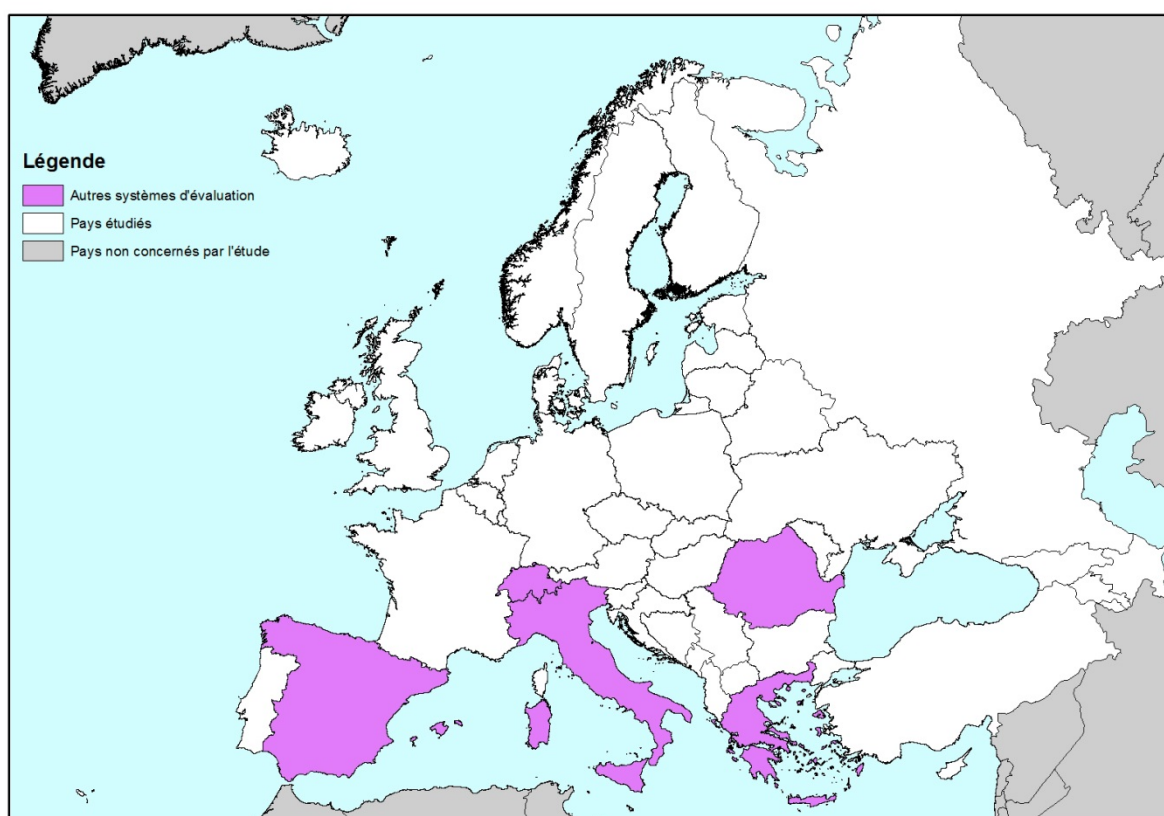 Légende
Autres systèmes d'évaluation
Pays étudiés
Pays non concernés par l'étude